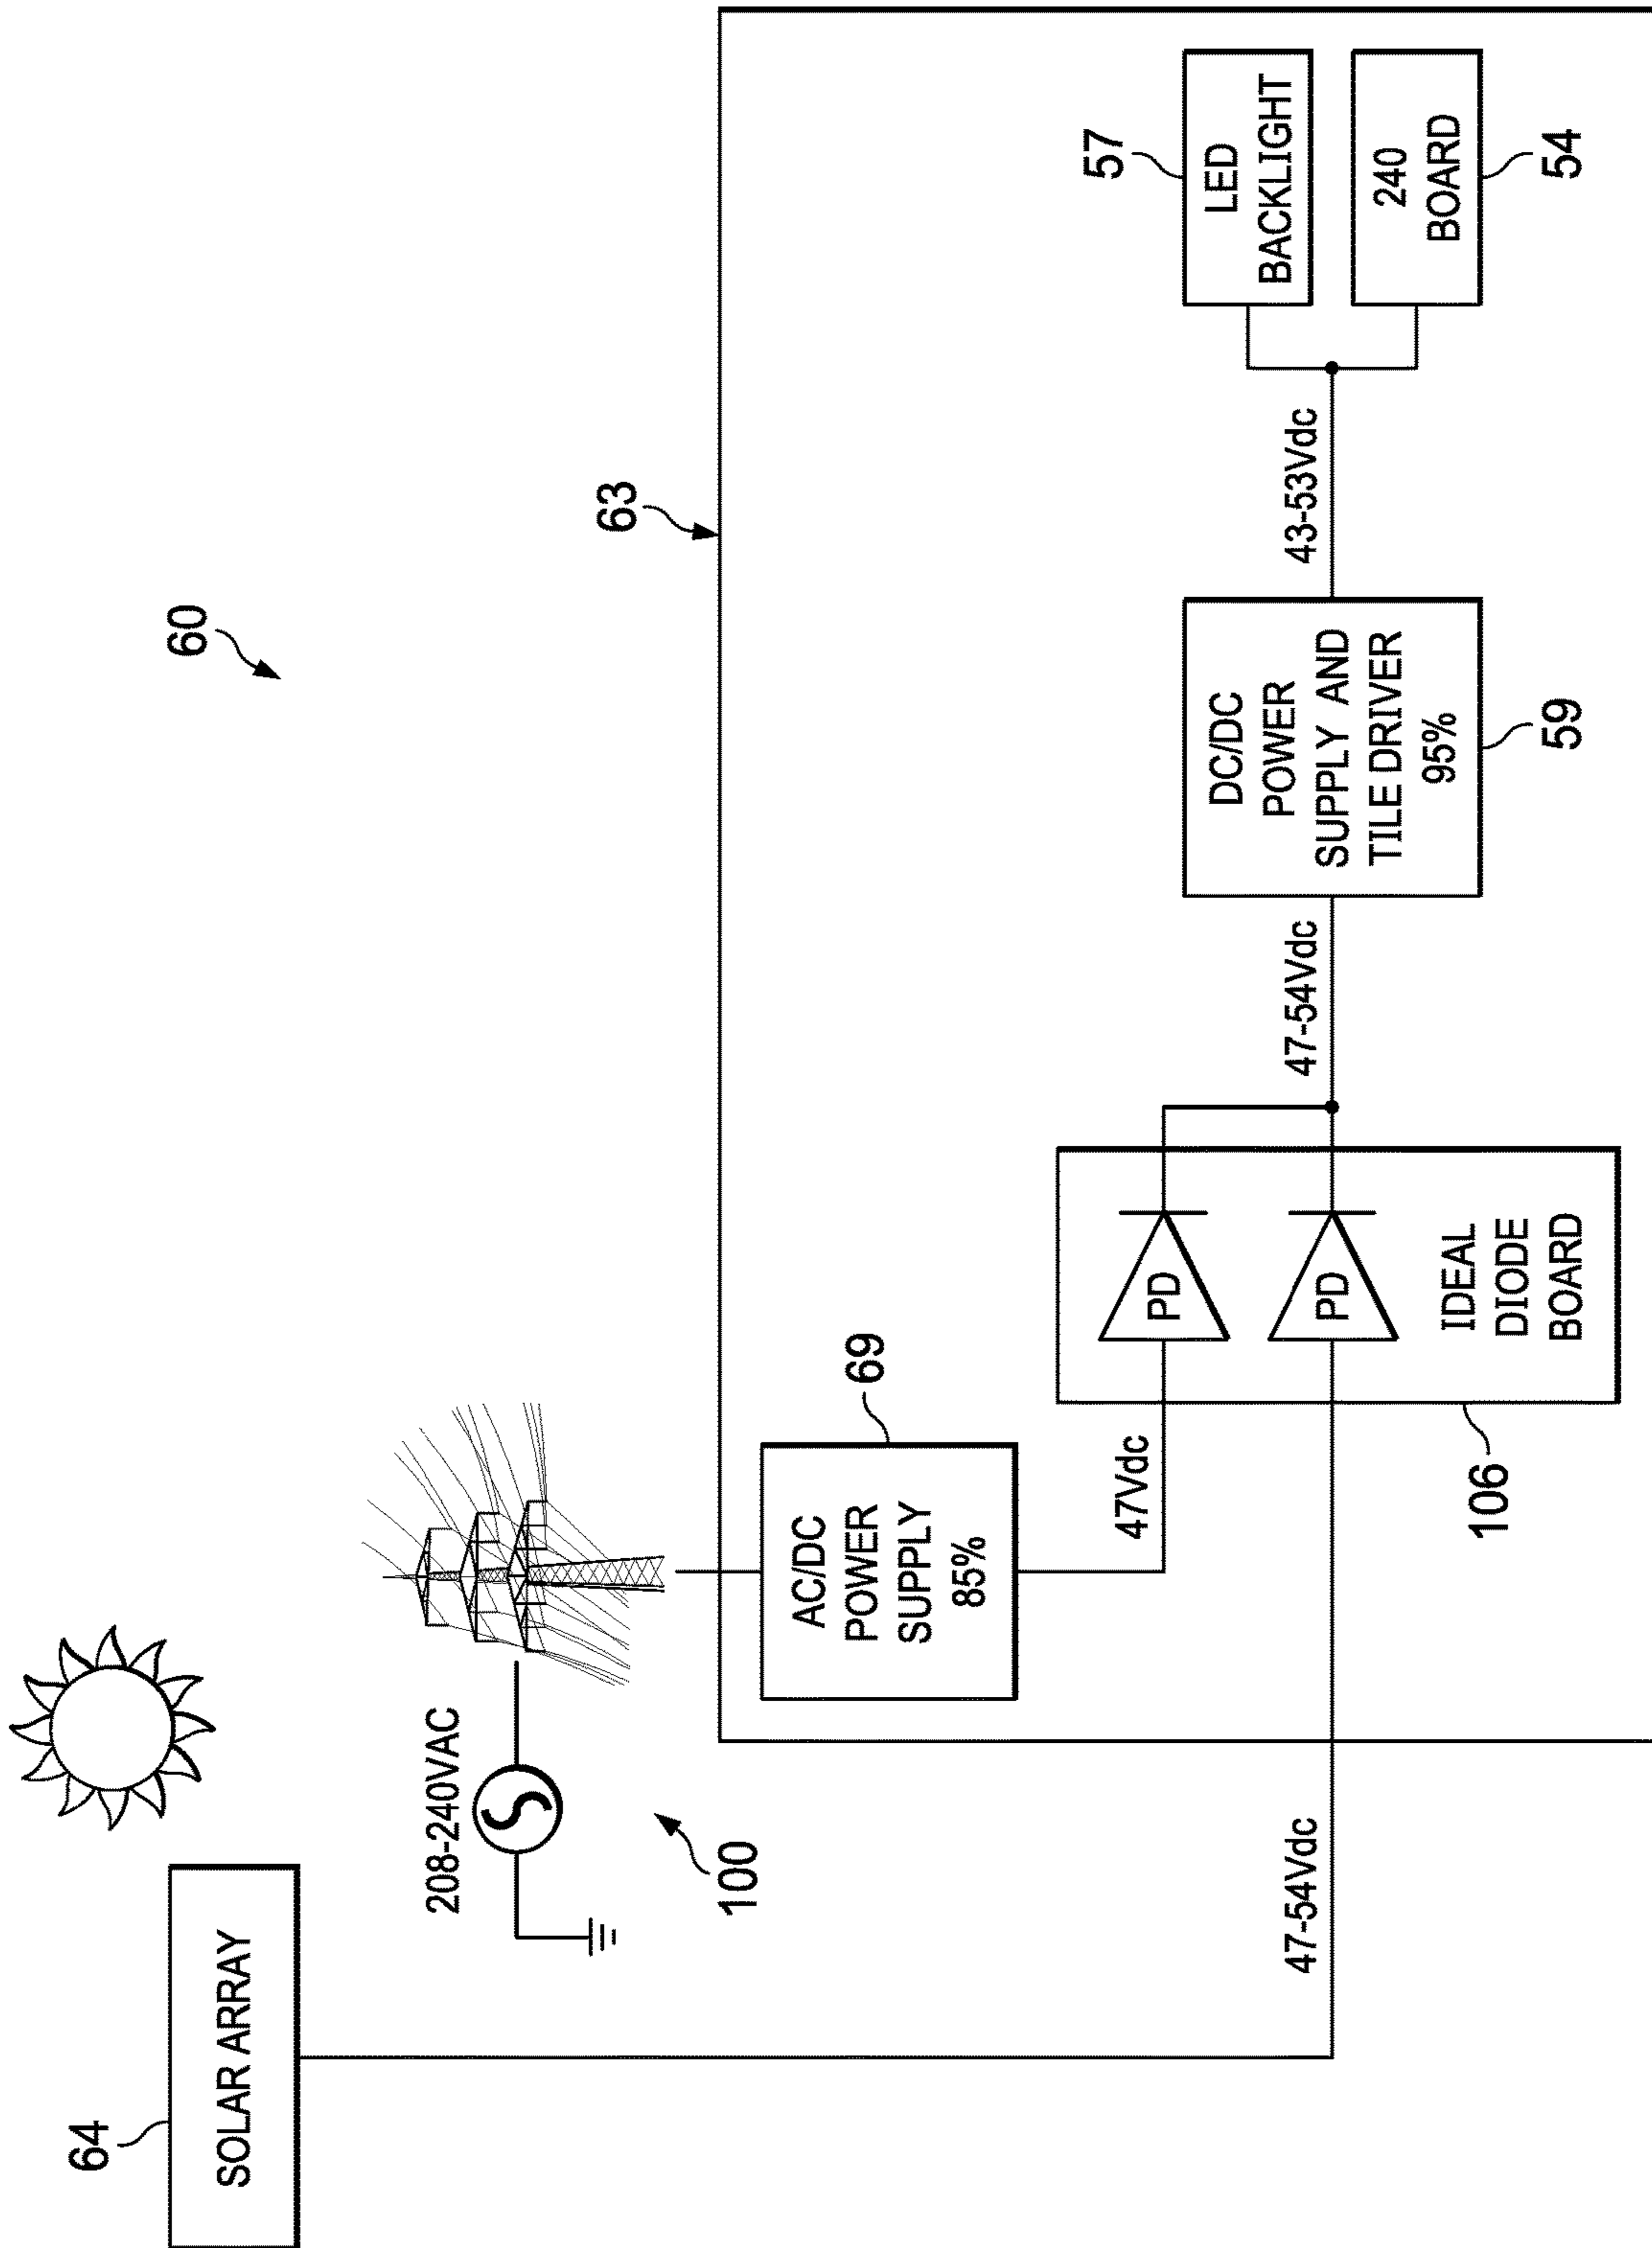 64
SOLAR ARRAY
60
208-240VAC
100
63
69
AC/DC
POWER
SUPPLY
85%
47Vdc
47-54Vdc
PD
PD
IDEAL
DIODE
BOARD
106
47-54Vdc
DC/DC
POWER
SUPPLY AND
TILE DRIVER
95%
59
43-53Vdc
57
LED
BACKLIGHT
240
BOARD
54